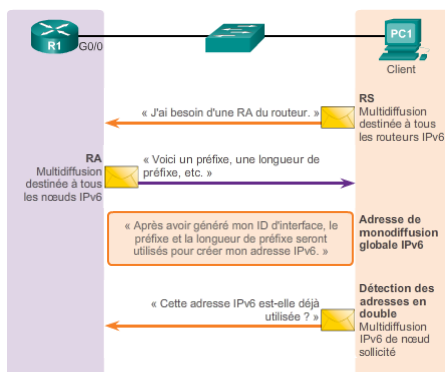 R1
G0/0
PC1
Client
« J'ai besoin d'une RA du routeur. »
RS
Multidiffusion
destinée à tous
les routeurs IPv6
RA
Multidiffusion
destinée à tous
les nœuds IPv6
« Voici un préfixe, une longueur de
préfixe, etc. »
« Après avoir généré mon ID d'interface, le
préfixe et la longueur de préfixe seront
utilisés pour créer mon adresse IPv6. »
Adresse de
monodiffusion
globale IPv6
« Cette adresse IPv6 est-elle déjà
utilisée ? »
Détection des
adresses en
double
Multidiffusion
IPv6 de nœud
sollicité